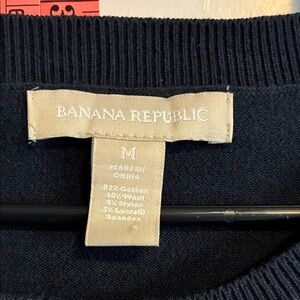 BANANA REPUBLIC
M
MADE IN
CHINA
82% Cotton
10% Wool
5% Nylon
3% Lycra®
Spandex